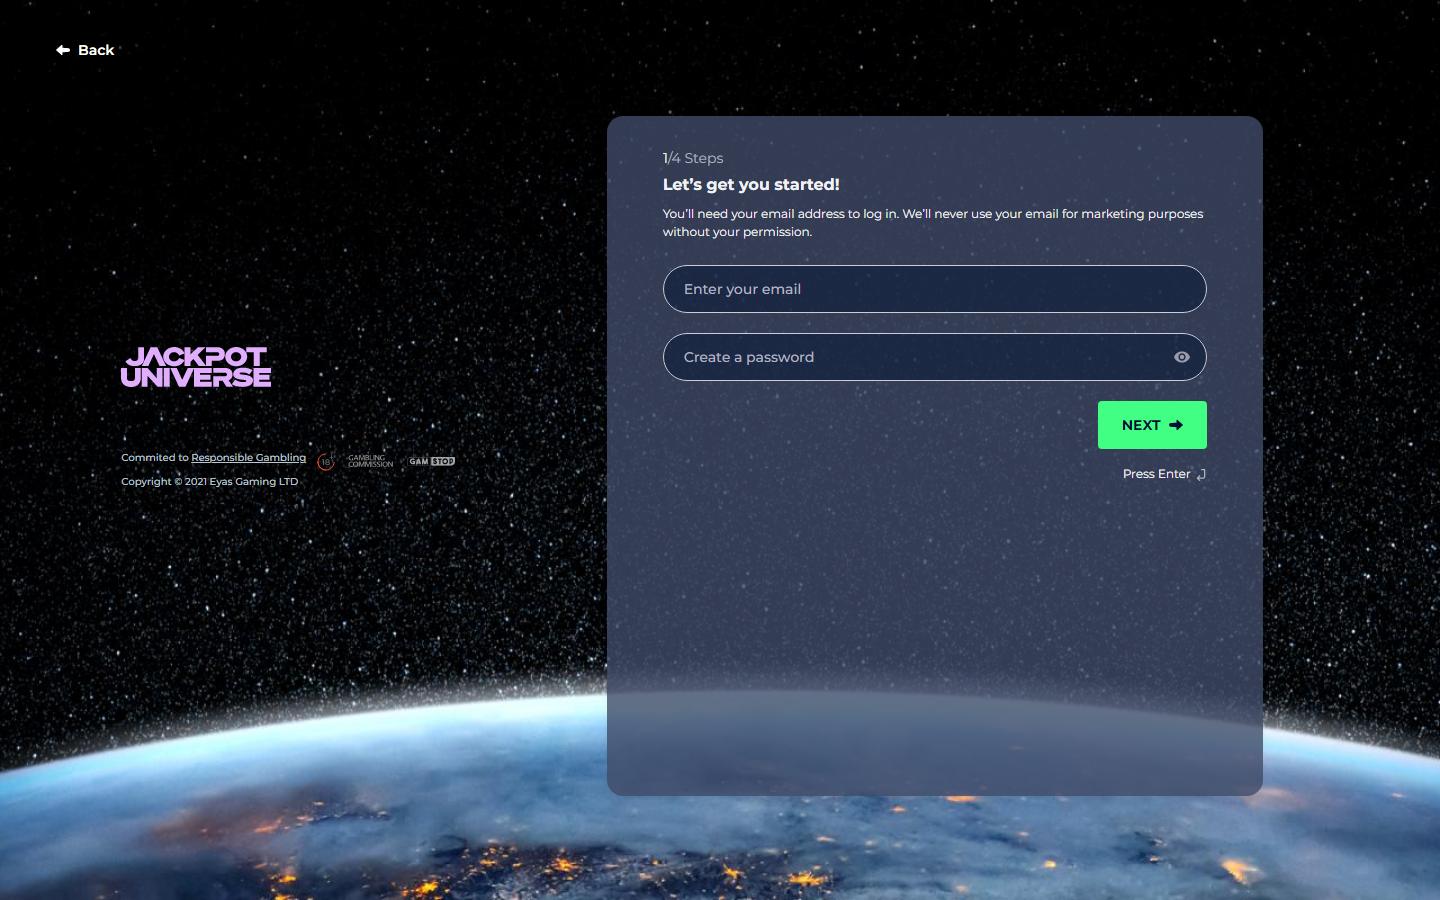 Back
1/4 Steps
Let's get you started!
You'll need your email address to log in. We'll never use your email for marketing purposes
without your permission.
Enter your email
Create a password
NEXT
Press Enter
JACKPOT
UNIVERSE
Commited to Responsible Gambling
18+
GAMBLING
COMMISSION
GAMSTOP
Copyright © 2021 Eyas Gaming LTD